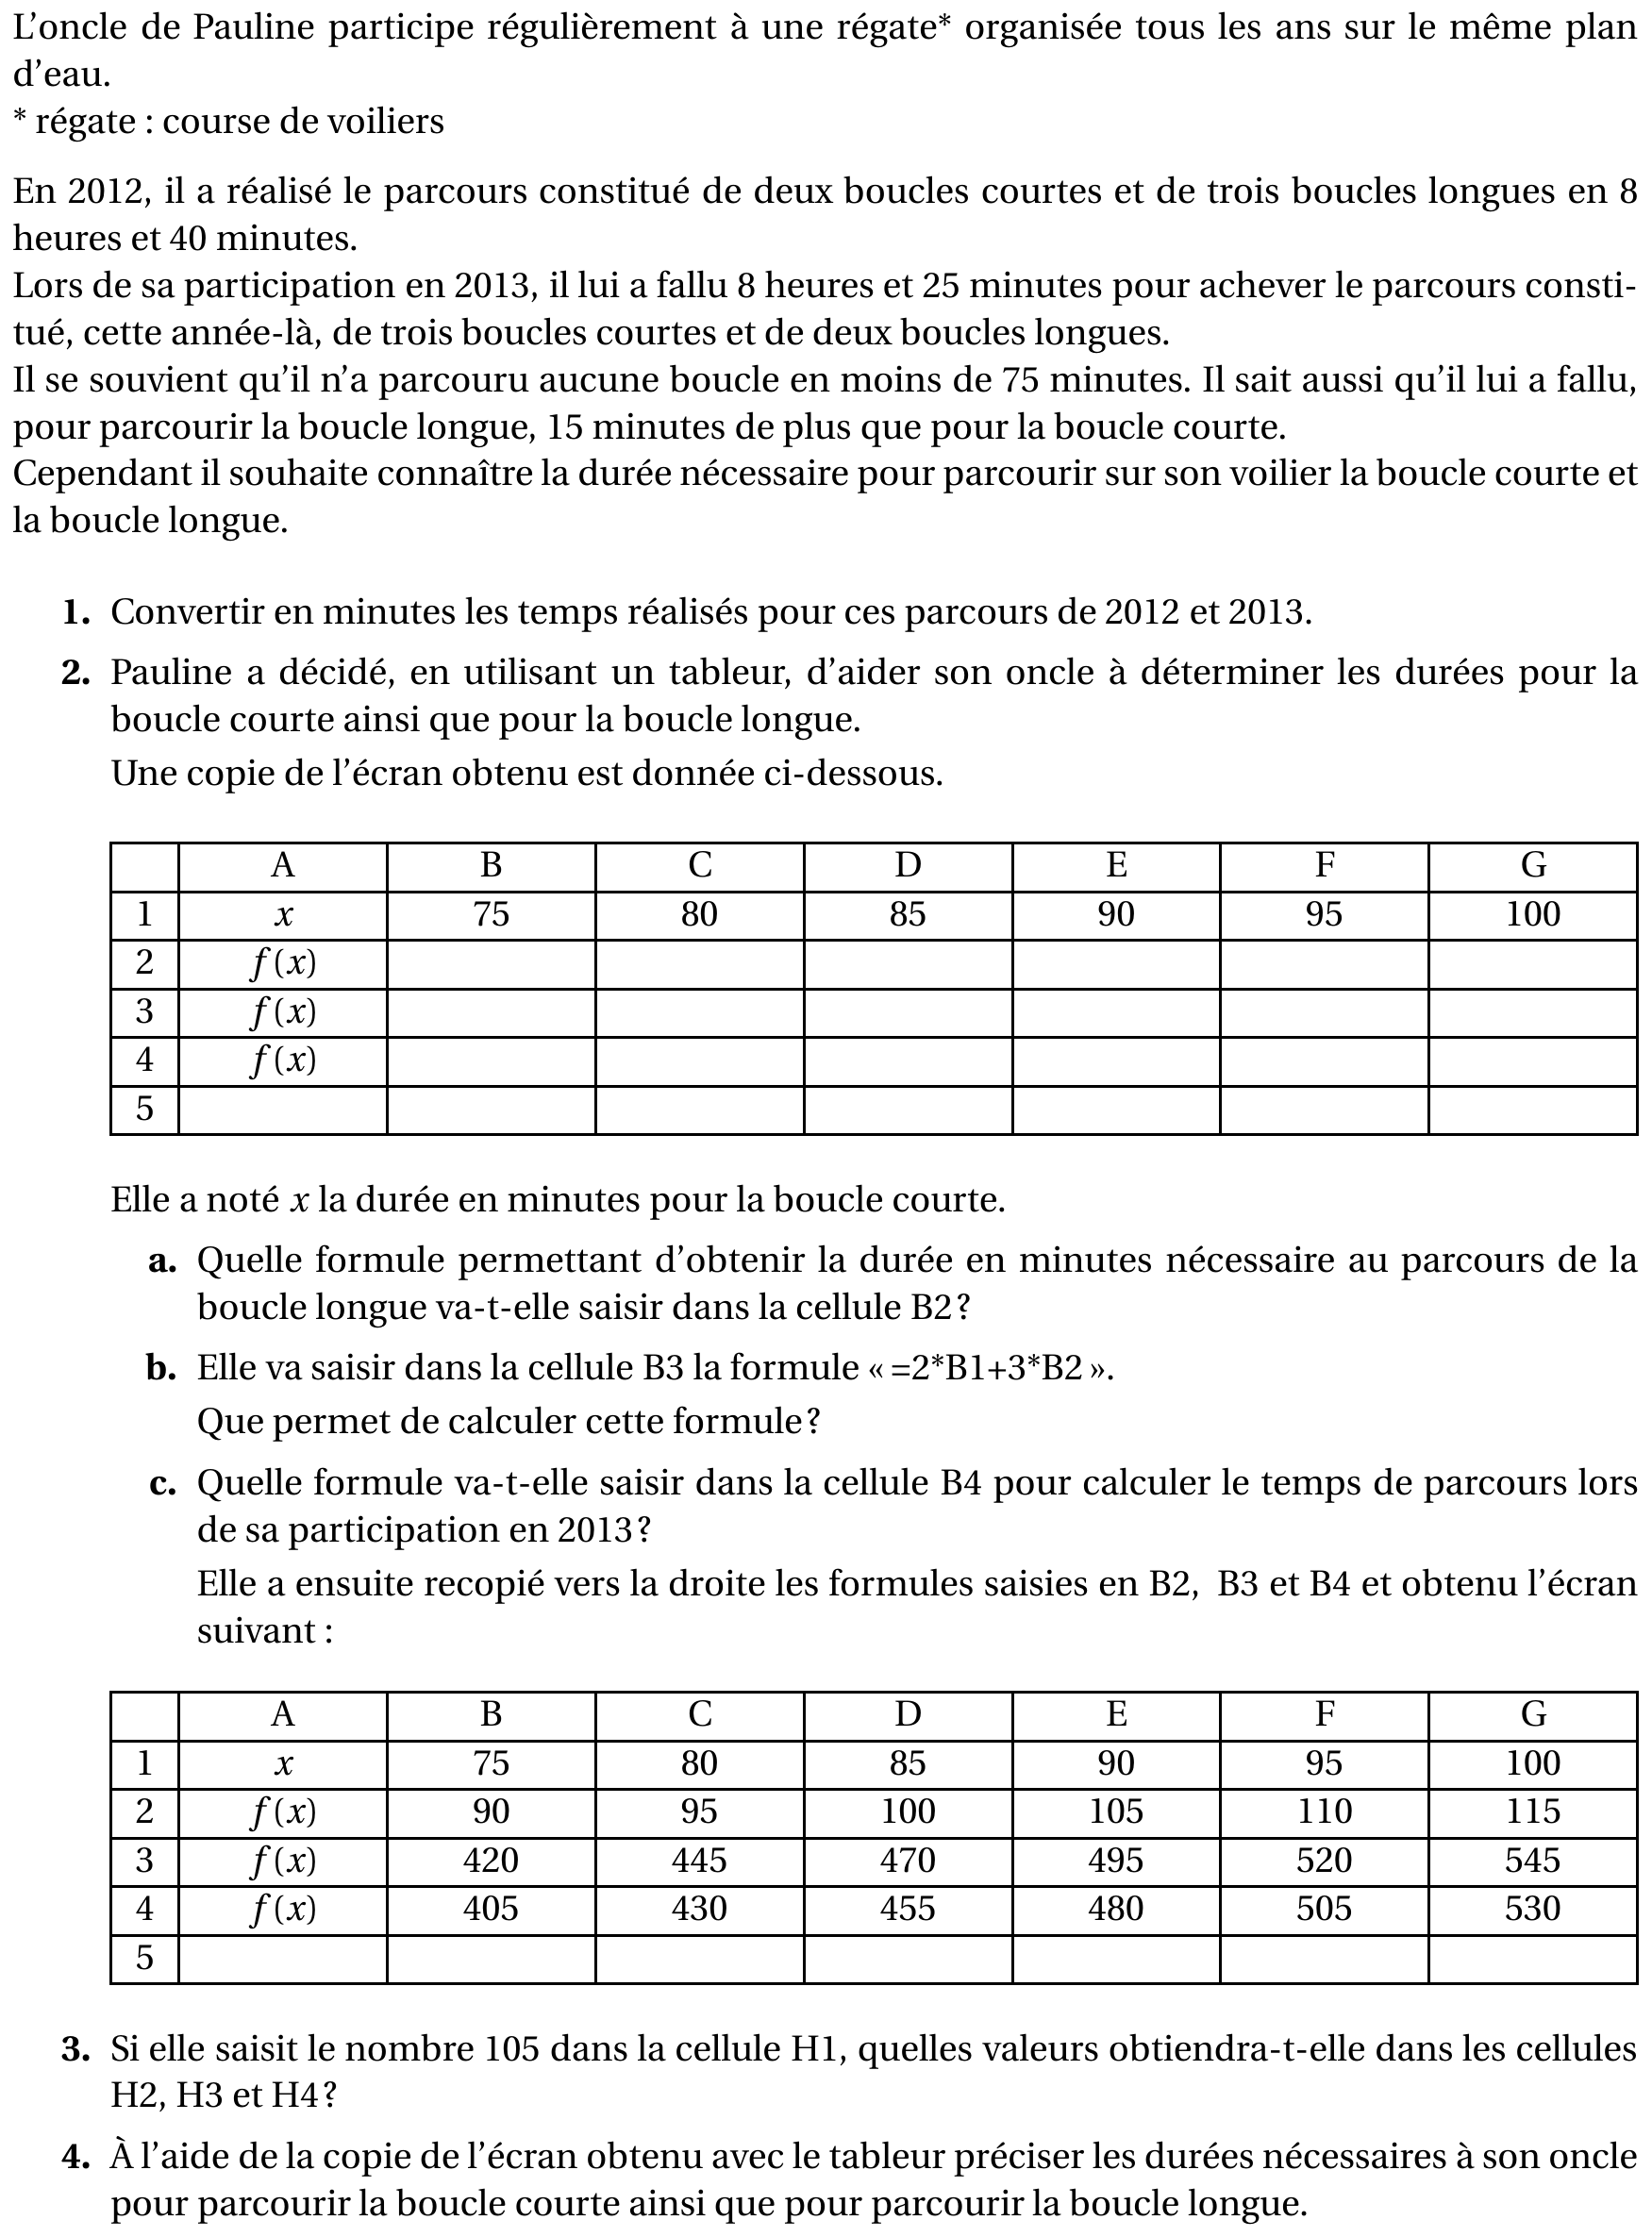 L’oncle de Pauline participe régulièrement à une régate* organisée tous les ans sur le même plan
d’eau.
* régate : course de voiliers
En 2012, il a réalisé le parcours constitué de deux boucles courtes et de trois boucles longues en 8
heures et 40 minutes.
Lors de sa participation en 2013, il lui a fallu 8 heures et 25 minutes pour achever le parcours consti-
tué, cette année-là, de trois boucles courtes et de deux boucles longues.
Il se souvient qu’il n’a parcouru aucune boucle en moins de 75 minutes. Il sait aussi qu’il lui a fallu,
pour parcourir la boucle longue, 15 minutes de plus que pour la boucle courte.
Cependant il souhaite connaître la durée nécessaire pour parcourir sur son voilier la boucle courte et
la boucle longue.
1. Convertir en minutes les temps réalisés pour ces parcours de 2012 et 2013.
2. Pauline a décidé, en utilisant un tableur, d’aider son oncle à déterminer les durées pour la
boucle courte ainsi que pour la boucle longue.
Une copie de l’écran obtenu est donnée ci-dessous.
A B C D E F G
1 x 75 80 85 90 95 100
2 f(x)
3 f(x)
4 f(x)
5
Elle a noté x la durée en minutes pour la boucle courte.
a. Quelle formule permettant d’obtenir la durée en minutes nécessaire au parcours de la
boucle longue va-t-elle saisir dans la cellule B2 ?
b. Elle va saisir dans la cellule B3 la formule « =2*B1+3*B2 ».
Que permet de calculer cette formule ?
c. Quelle formule va-t-elle saisir dans la cellule B4 pour calculer le temps de parcours lors
de sa participation en 2013 ?
Elle a ensuite recopié vers la droite les formules saisies en B2, B3 et B4 et obtenu l’écran
suivant :
A B C D E F G
1 x 75 80 85 90 95 100
2 f(x) 90 95 100 105 110 115
3 f(x) 420 445 470 495 520 545
4 f(x) 405 430 455 480 505 530
5
3. Si elle saisit le nombre 105 dans la cellule H1, quelles valeurs obtiendra-t-elle dans les cellules
H2, H3 et H4 ?
4. À l’aide de la copie de l’écran obtenu avec le tableur préciser les durées nécessaires à son oncle
pour parcourir la boucle courte ainsi que pour parcourir la boucle longue.